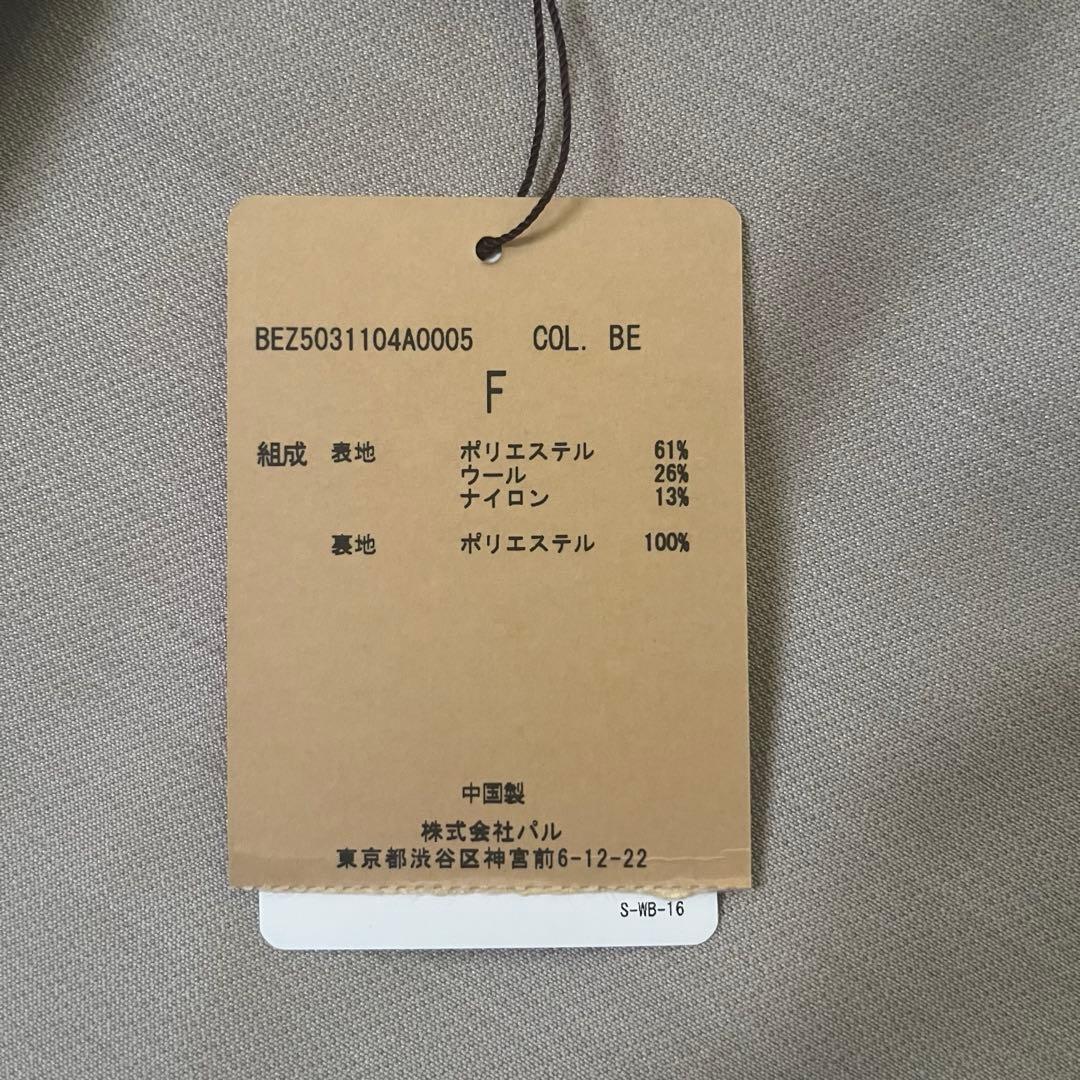 BEZ5031104A0005 COL. BE
F
組成 表地 ポリエステル 61%
ウール 26%
ナイロン 13%
裏地 ポリエステル 100%
中国製
株式会社パル
東京都渋谷区神宮前6-12-22
S-WB-16